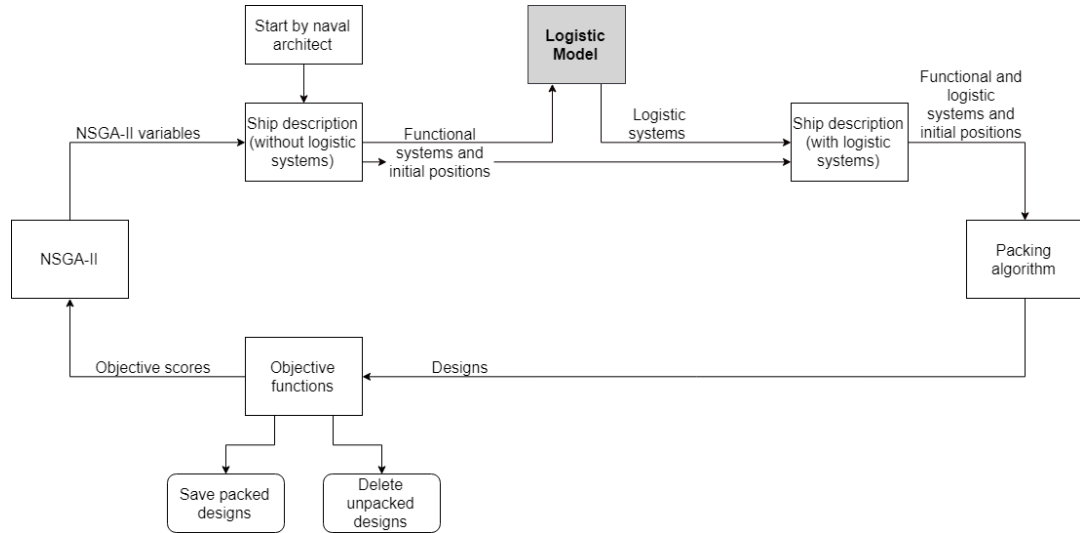 Start by naval
architect
Logistic
Model
Functional and
logistic
systems and
initial positions
NSGA-II variables
Ship description
(without logistic
systems)
Functional
systems and
initial positions
Logistic
systems
Ship description
(with logistic
systems)
NSGA-II
Packing
algorithm
Objective scores
Objective
functions
Designs
Save packed
designs
Delete
unpacked
designs